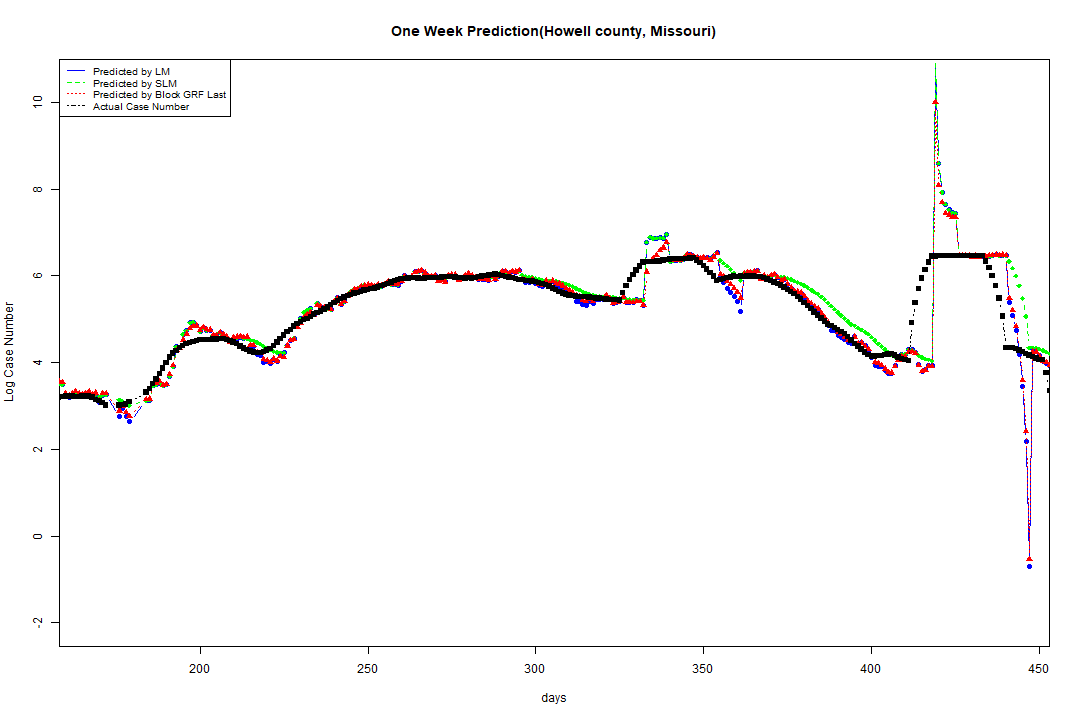 One Week Prediction(Howell county, Missouri)
Predicted by LM
Predicted by SLM
Predicted by Block GRF Last
Actual Case Number
10
8
6
4
2
0
-2
Log Case Number
200 250 300 350 400 450
days